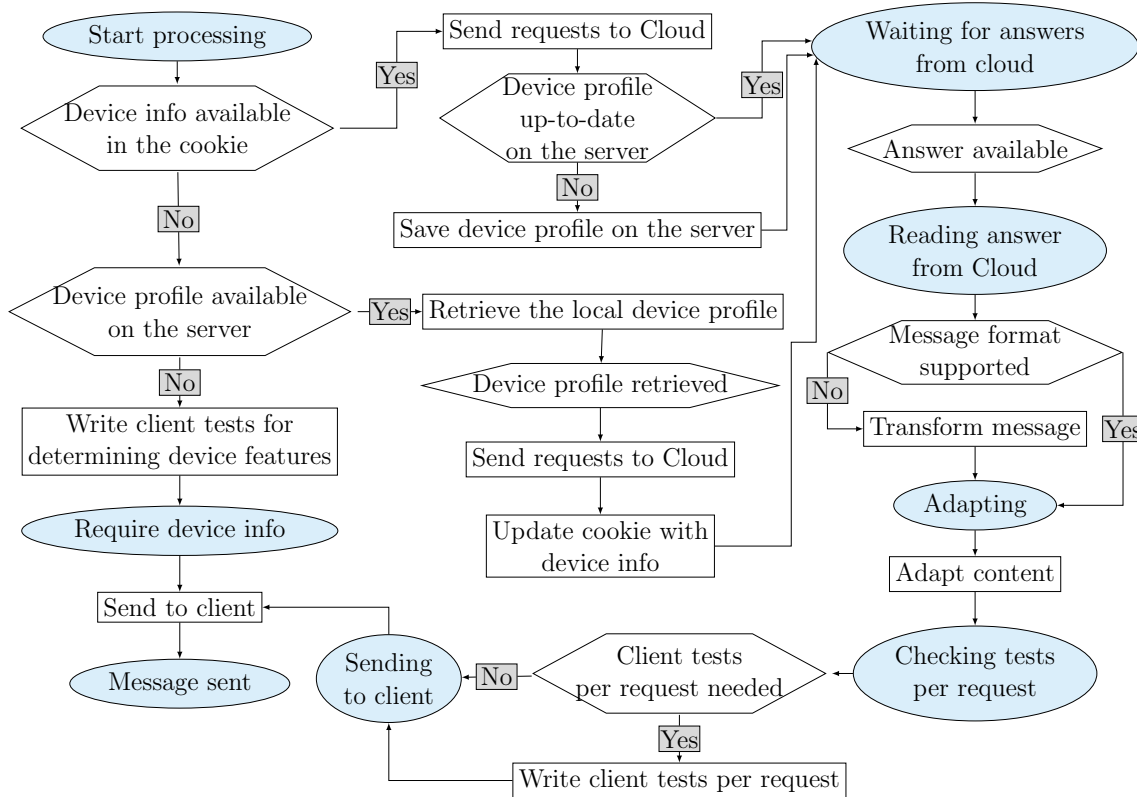 Start processing
Send requests to Cloud
Waiting for answers
from cloud
Yes
Yes
Device info available
in the cookie
Device profile
up-to-date
on the server
Answer available
No
No
Save device profile on the server
Reading answer
from Cloud
Device profile available
on the server
Yes
Retrieve the local device profile
Message format
supported
No
Device profile retrieved
No
Yes
Write client tests for
determining device features
Transform message
Send requests to Cloud
Adapting
Require device info
Update cookie with
device info
Adapt content
Send to client
Sending
to client
No
Client tests
per request needed
Checking tests
per request
Message sent
Yes
Write client tests per request